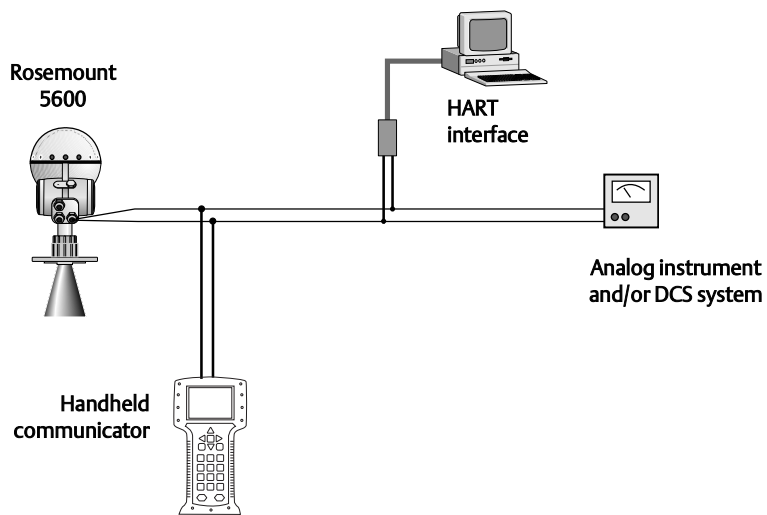 Rosemount
5600
HART
interface
Analog instrument
and/or DCS system
Handheld
communicator